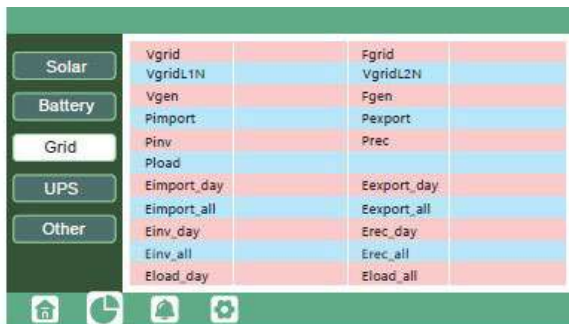 Solar
Battery
Grid
UPS
Other
Vgrid Fgrid
VgridL1N VgridL2N
Vgen Fgen
Pimport Pexport
Pinv Prec
Pload
Eimport_day Eexport_day
Eimport_all Eexport_all
Einv_day Erec_day
Einv_all Erec_all
Eload_day Eload_all